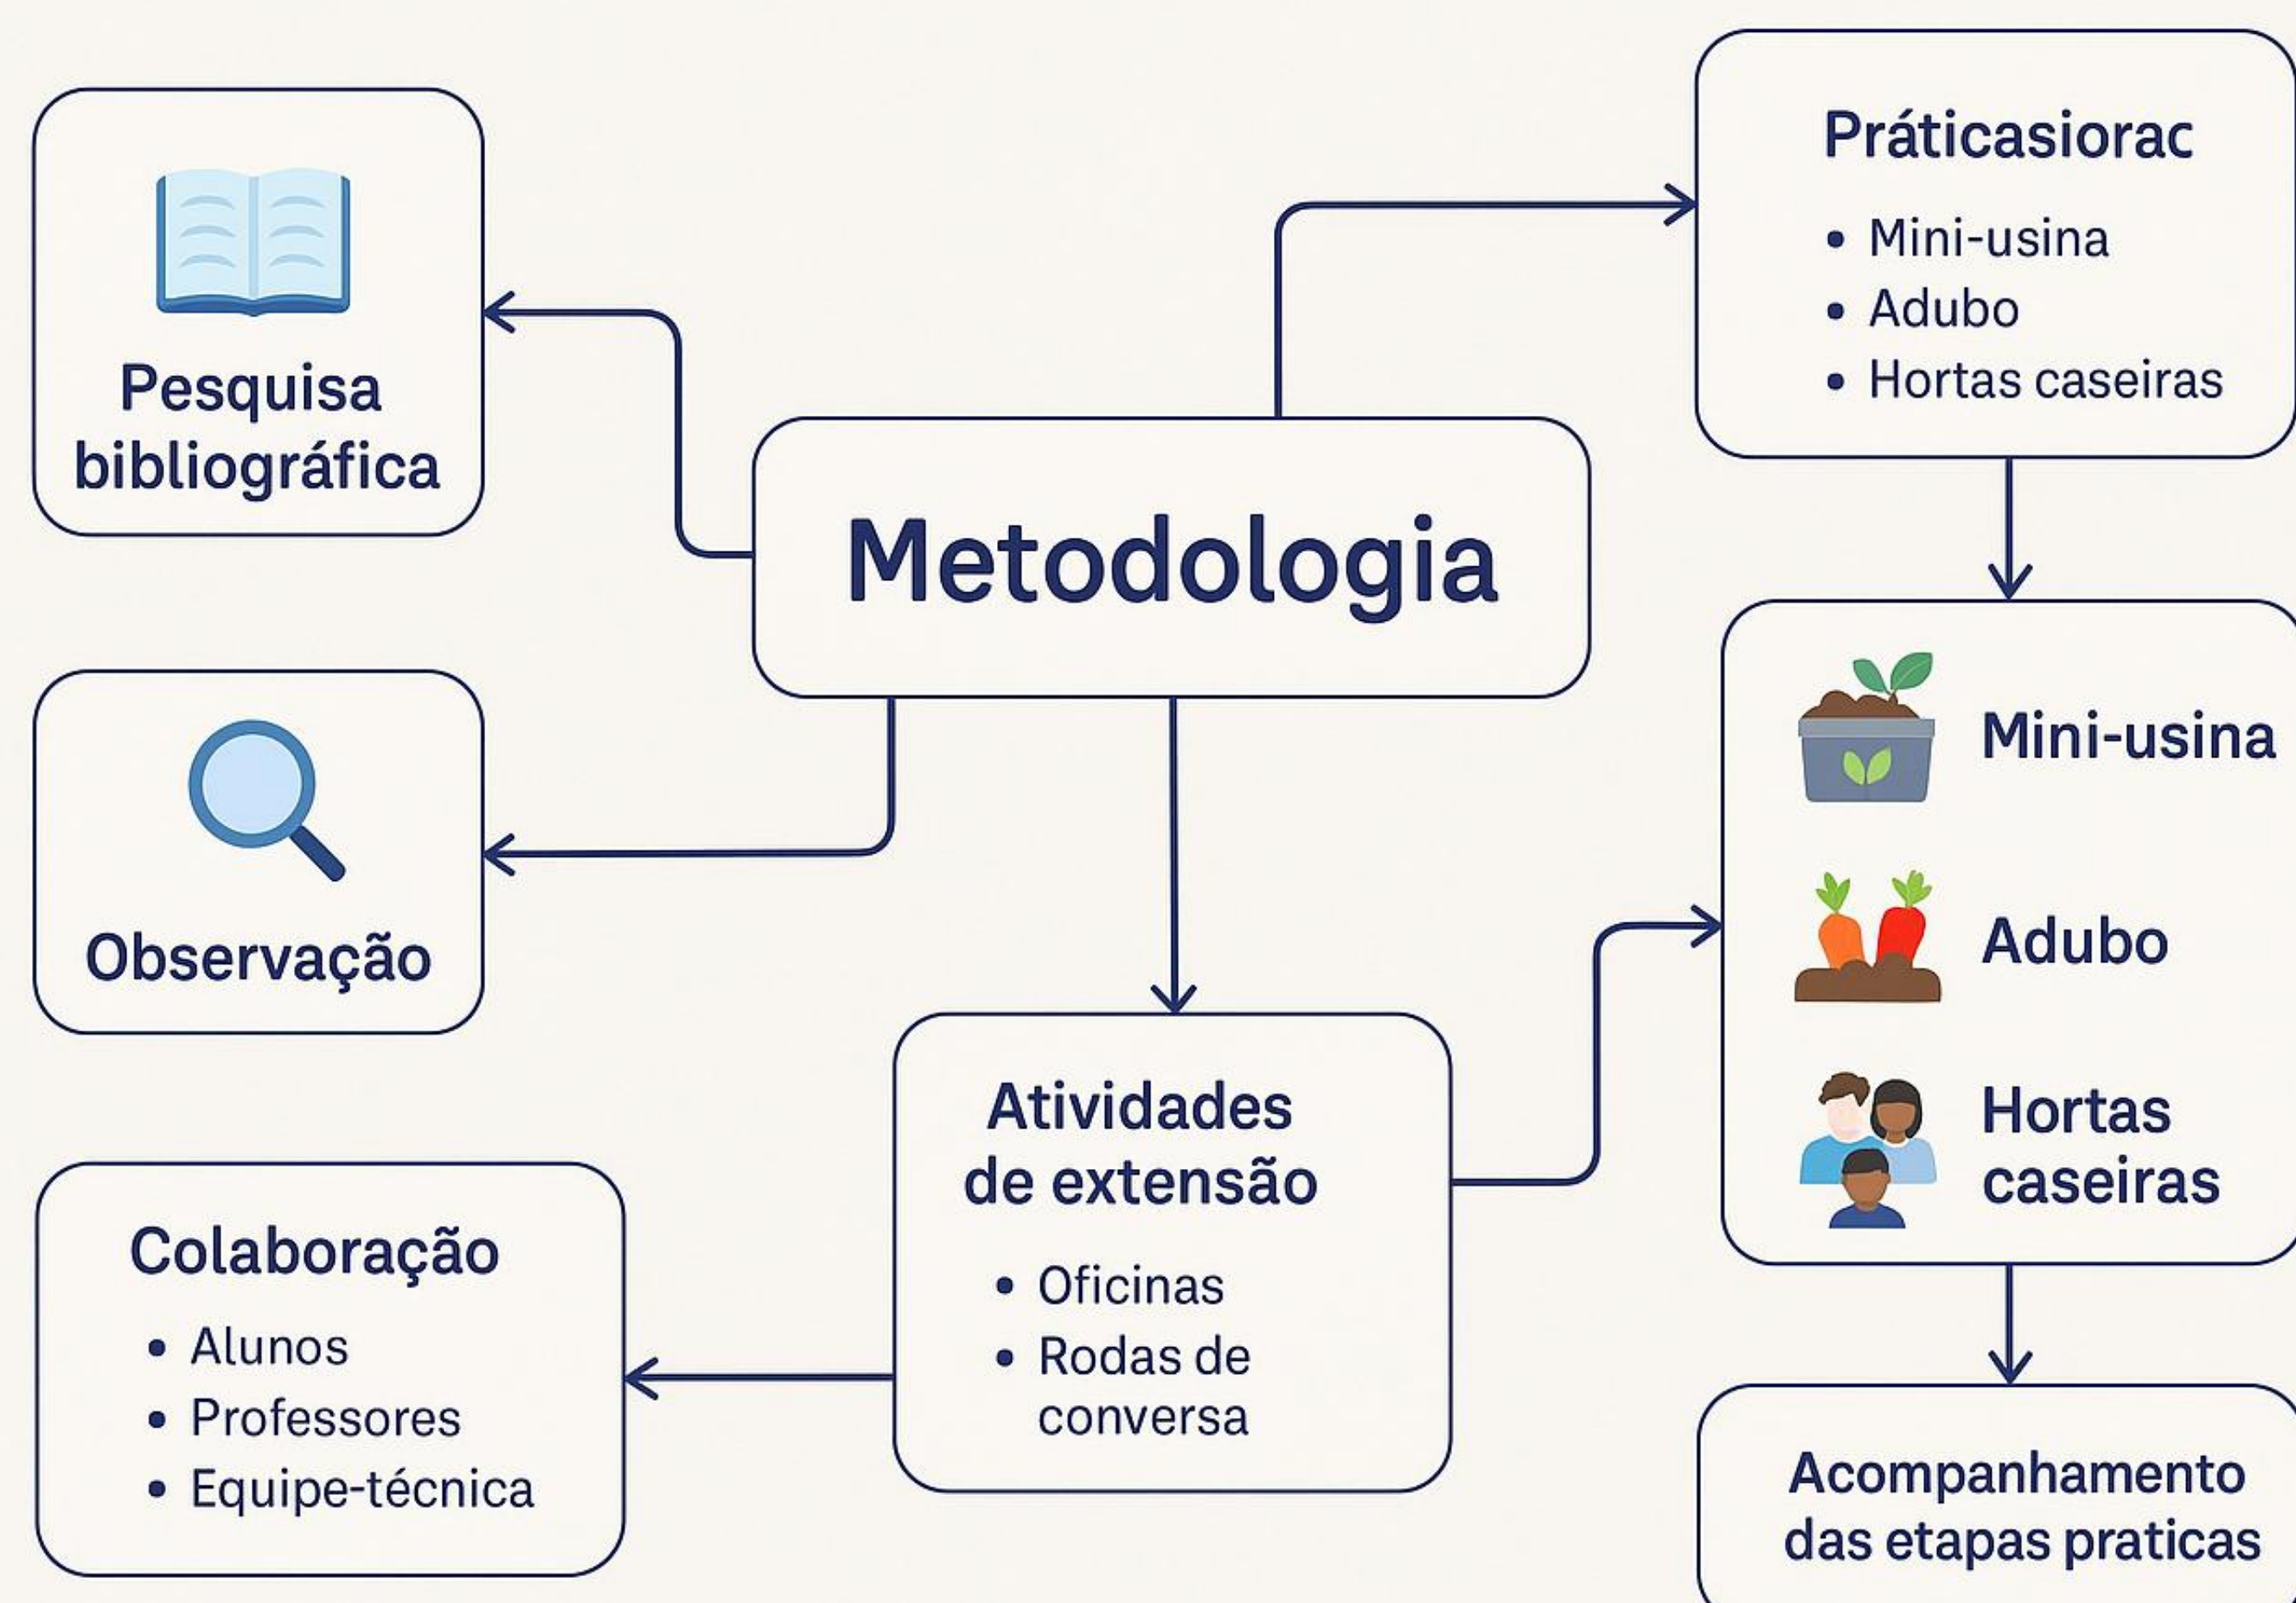 Pesquisa
bibliográfica
Metodologia
Práticasiorac
• Mini-usina
• Adubo
• Hortas caseiras
Observação
Mini-usina
Adubo
Hortas
caseiras
Atividades
de extensão
• Oficinas
• Rodas de
conversa
Colaboração
• Alunos
• Professores
• Equipe-técnica
Acompanhamento
das etapas praticas